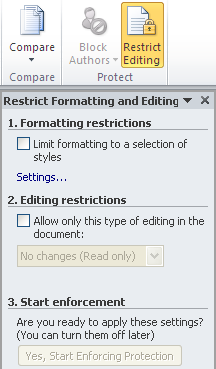 Compare
Block Authors
Restrict Editing
Compare
Protect
Restrict Formatting and Editing
1. Formatting restrictions
Limit formatting to a selection of
styles
Settings...
2. Editing restrictions
Allow only this type of editing in the
document:
No changes (Read only)
3. Start enforcement
Are you ready to apply these settings?
(You can turn them off later)
Yes, Start Enforcing Protection